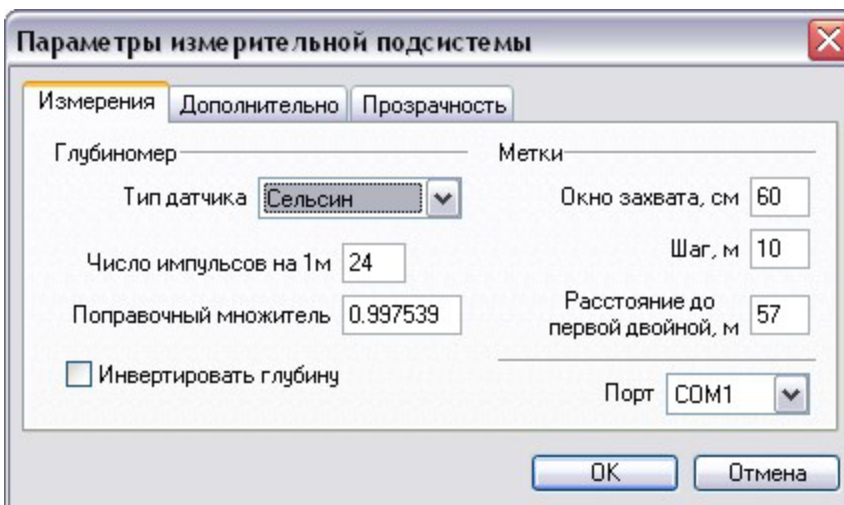 Параметры измерительной подсистемы
Измерения Дополнительно Прозрачность
Глубиномер
Тип датчика Сельсин
Число импульсов на 1м 24
Поправочный множитель 0.997539
Инвертировать глубину
Метки
Окно захвата, см 60
Шаг, м 10
Расстояние до
первой двойной, м 57
Порт COM1
OK Отмена